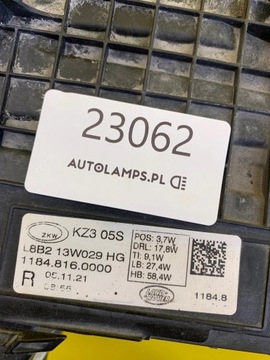 23062
AUTOLAMPS.PL
ZKW KZ3 05S
L8B2 13W029 HG
1184.816.0000
R 05.11.21
POS: 3,7W
DRL: 17,8W
TI: 9,1W
LB: 27,4W
HB: 58,4W
1184.8